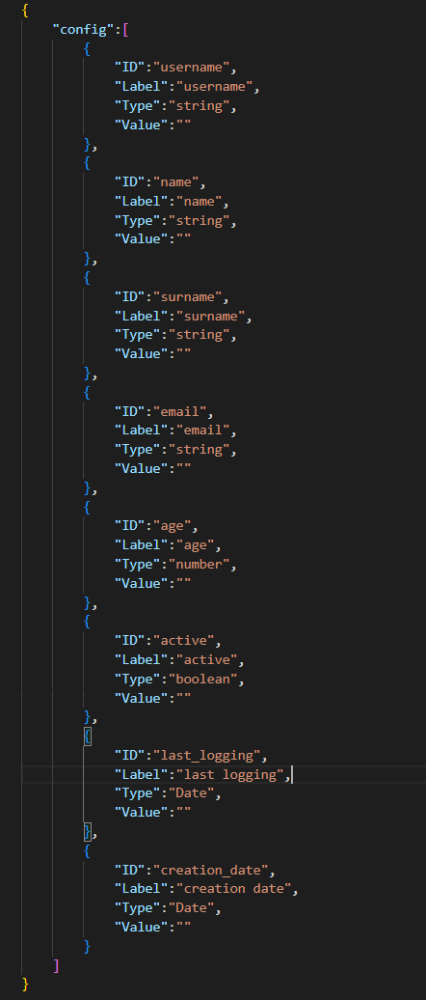 {
"config":[
{
"ID":"username",
"Label":"username",
"Type":"string",
"Value":""
},
{
"ID":"name",
"Label":"name",
"Type":"string",
"Value":""
},
{
"ID":"surname",
"Label":"surname",
"Type":"string",
"Value":""
},
{
"ID":"email",
"Label":"email",
"Type":"string",
"Value":""
},
{
"ID":"age",
"Label":"age",
"Type":"number",
"Value":""
},
{
"ID":"active",
"Label":"active",
"Type":"boolean",
"Value":""
},
{
"ID":"last_logging",
"Label":"last logging",
"Type":"Date",
"Value":""
},
{
"ID":"creation_date",
"Label":"creation date",
"Type":"Date",
"Value":""
}
]
}